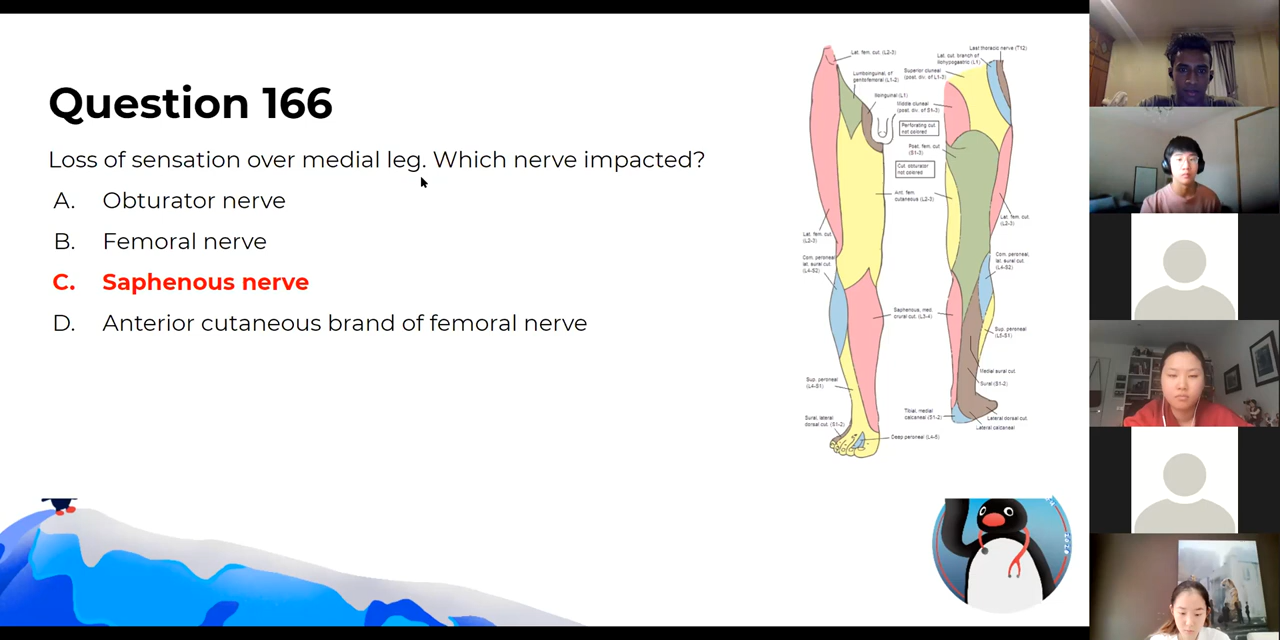 Question 166
Loss of sensation over medial leg. Which nerve impacted?
A. Obturator nerve
B. Femoral nerve
C. Saphenous nerve
D. Anterior cutaneous brand of femoral nerve
Lat. fem. cut (L2-3)
Lumboinguinal, of
genitofemoral (L1-2)
Ilioinguinal (L1)
Lat. fem. cut
(L2-3)
Com. peroneal
lat. sural cut.
(L4-S2)
Sup. peroneal
(L4-S1)
Sural, lateral
dorsal cut. (S1-2)
Last thoracic nerve (T12)
Lat. cut. branch of
iliohypogastric (L1)
Superior cluneal
(post. div. of L1-3)
Middle cluneal
(post. div. of S1-3)
Perforating cut.
not colored
Post. fem. cut
(S1-3)
Cut. obturator
not colored
Ant. fem.
cutaneous (L2-3)
Lat. fem. cut.
(L2-3)
Com. peroneal,
lat. sural cut.
(L4-S2)
Saphenous, med.
crural cut. (L3-4)
Sup. peroneal
(L5-S1)
Medial sural cut.
Sural (S1-2)
Tibial, medial
calcaneal (S1-2)
Lateral dorsal cut.
Lateral calcaneal
Deep peroneal (L4-5)